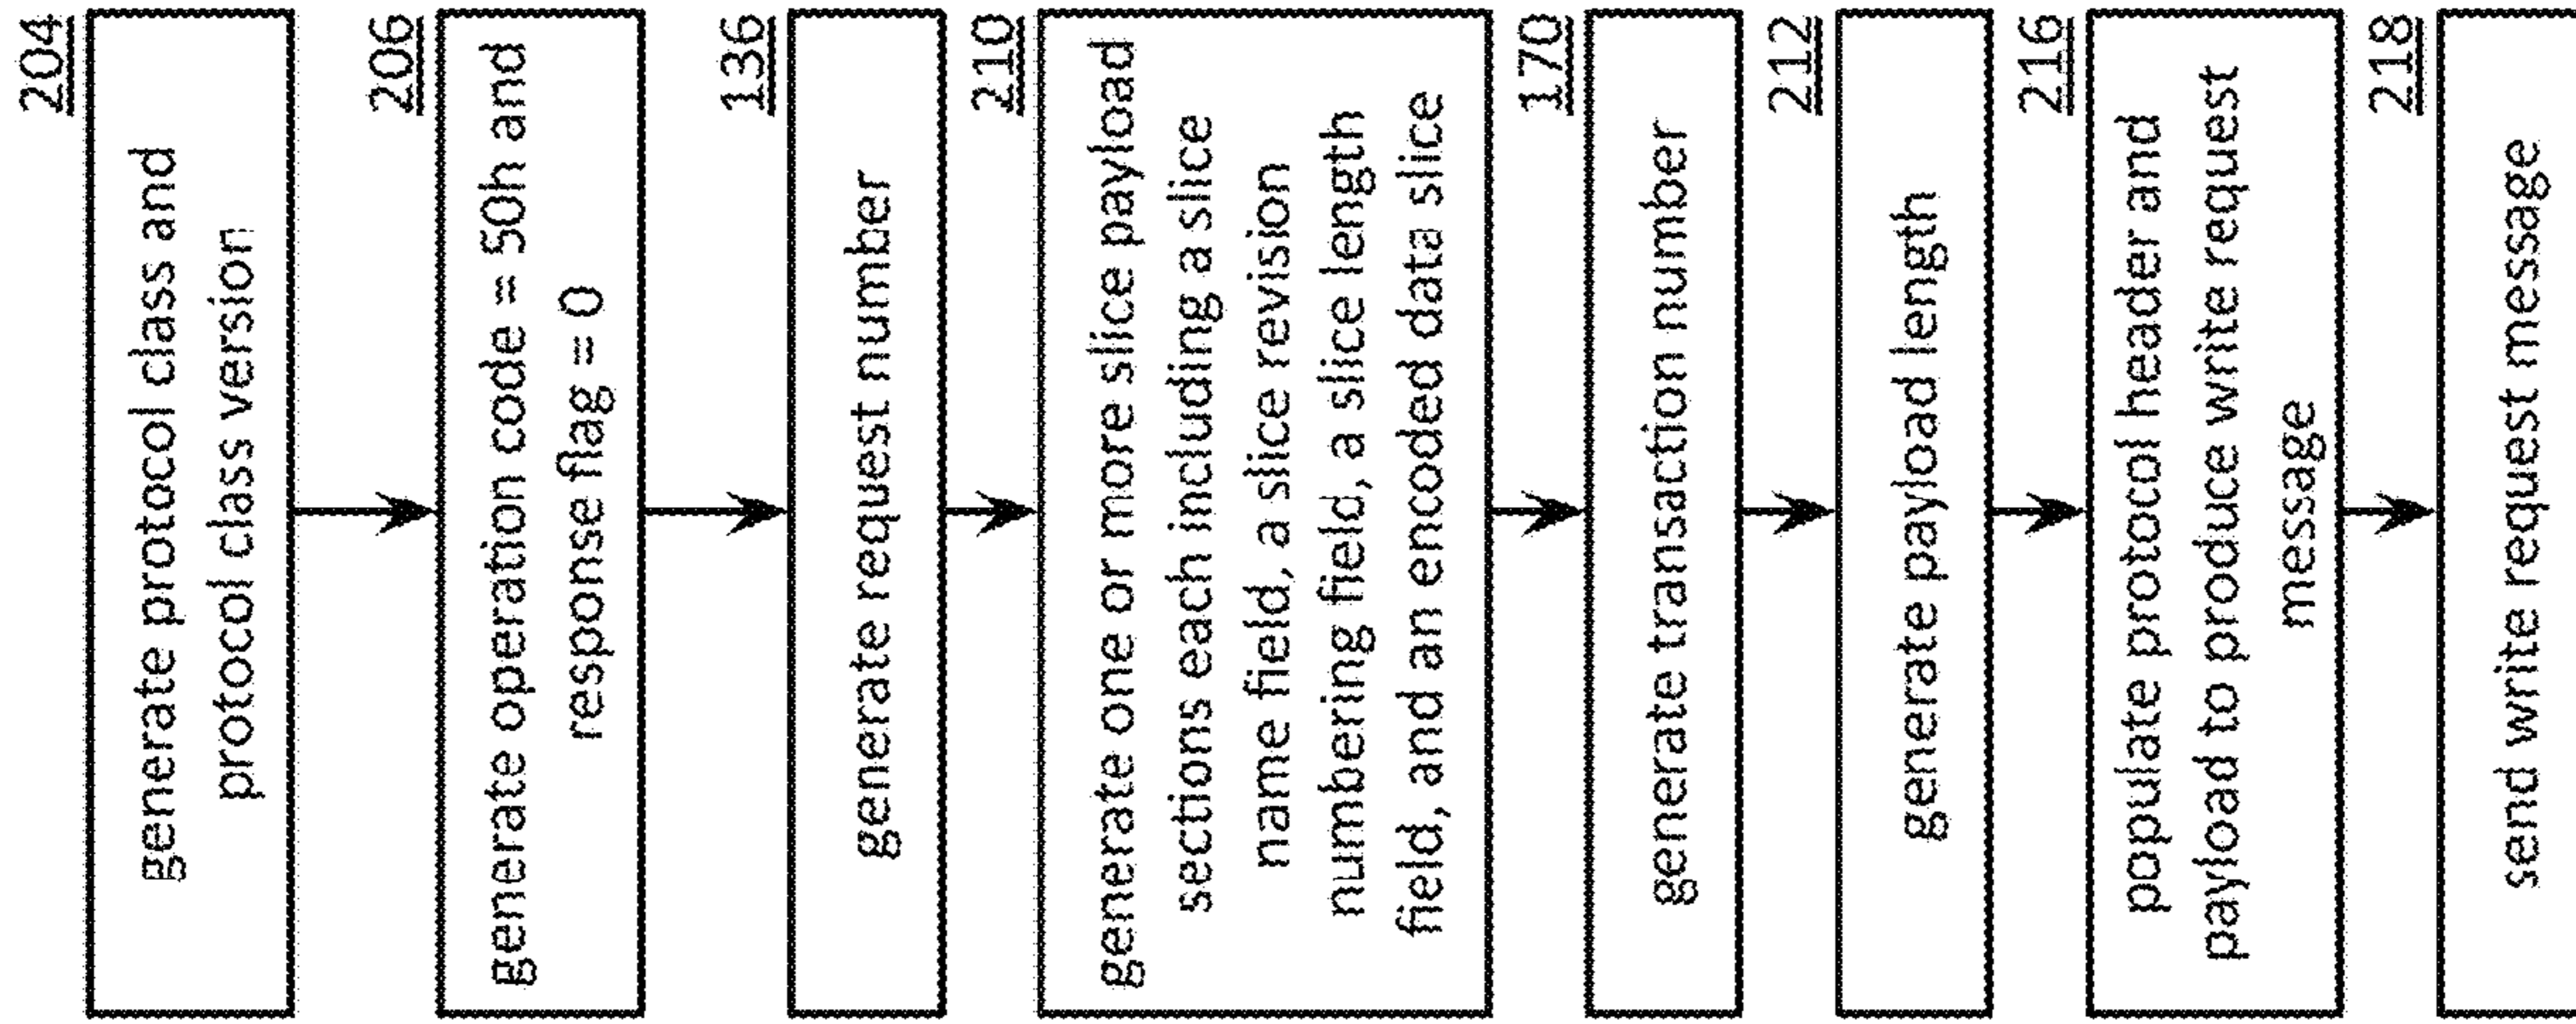 204
generate protocol class and
protocol class version
206
generate operation code = 50h and
response flag = 0
136
generate request number
210
generate one or more slice payload
sections each including a slice
name field, a slice revision
numbering field, a slice length
field, and an encoded data slice
170
generate transaction number
212
generate payload length
216
populate protocol header and
payload to produce write request
message
218
send write request message